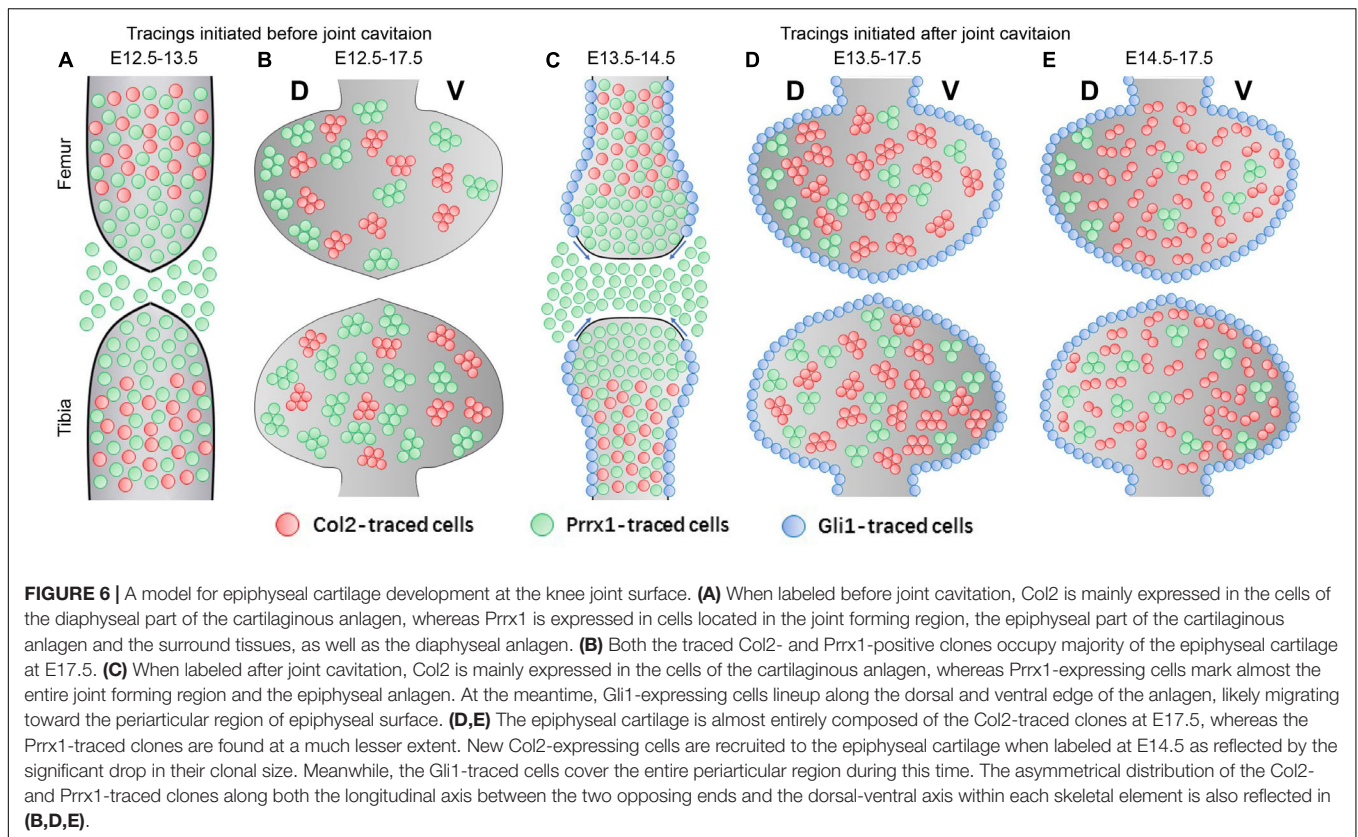 Tracings initiated before joint cavitaion
Tracings initiated after joint cavitaion
A E12.5-13.5
B E12.5-17.5
C E13.5-14.5
D E13.5-17.5
E E14.5-17.5
D V
D V
D V
Femur
Tibia
Col2-traced cells
Prrx1-traced cells
Gli1-traced cells
FIGURE 6 | A model for epiphyseal cartilage development at the knee joint surface. (A) When labeled before joint cavitation, Col2 is mainly expressed in the cells of
the diaphyseal part of the cartilaginous anlagen, whereas Prrx1 is expressed in cells located in the joint forming region, the epiphyseal part of the cartilaginous
anlagen and the surround tissues, as well as the diaphyseal anlagen. (B) Both the traced Col2- and Prrx1-positive clones occupy majority of the epiphyseal cartilage
at E17.5. (C) When labeled after joint cavitation, Col2 is mainly expressed in the cells of the cartilaginous anlagen, whereas Prrx1-expressing cells mark almost the
entire joint forming region and the epiphyseal anlagen. At the meantime, Gli1-expressing cells lineup along the dorsal and ventral edge of the anlagen, likely migrating
toward the periarticular region of epiphyseal surface. (D,E) The epiphyseal cartilage is almost entirely composed of the Col2-traced clones at E17.5, whereas the
Prrx1-traced clones are found at a much lesser extent. New Col2-expressing cells are recruited to the epiphyseal cartilage when labeled at E14.5 as reflected by the
significant drop in their clonal size. Meanwhile, the Gli1-traced cells cover the entire periarticular region during this time. The asymmetrical distribution of the Col2-
and Prrx1-traced clones along both the longitudinal axis between the two opposing ends and the dorsal-ventral axis within each skeletal element is also reflected in
(B,D,E).